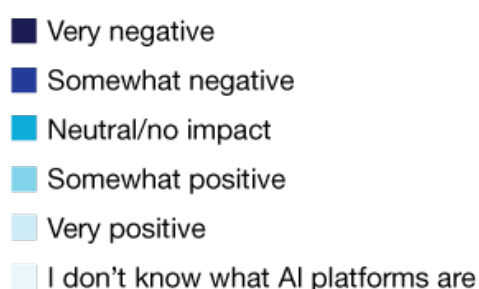 Very negative
Somewhat negative
Neutral/no impact
Somewhat positive
Very positive
I don't know what AI platforms are